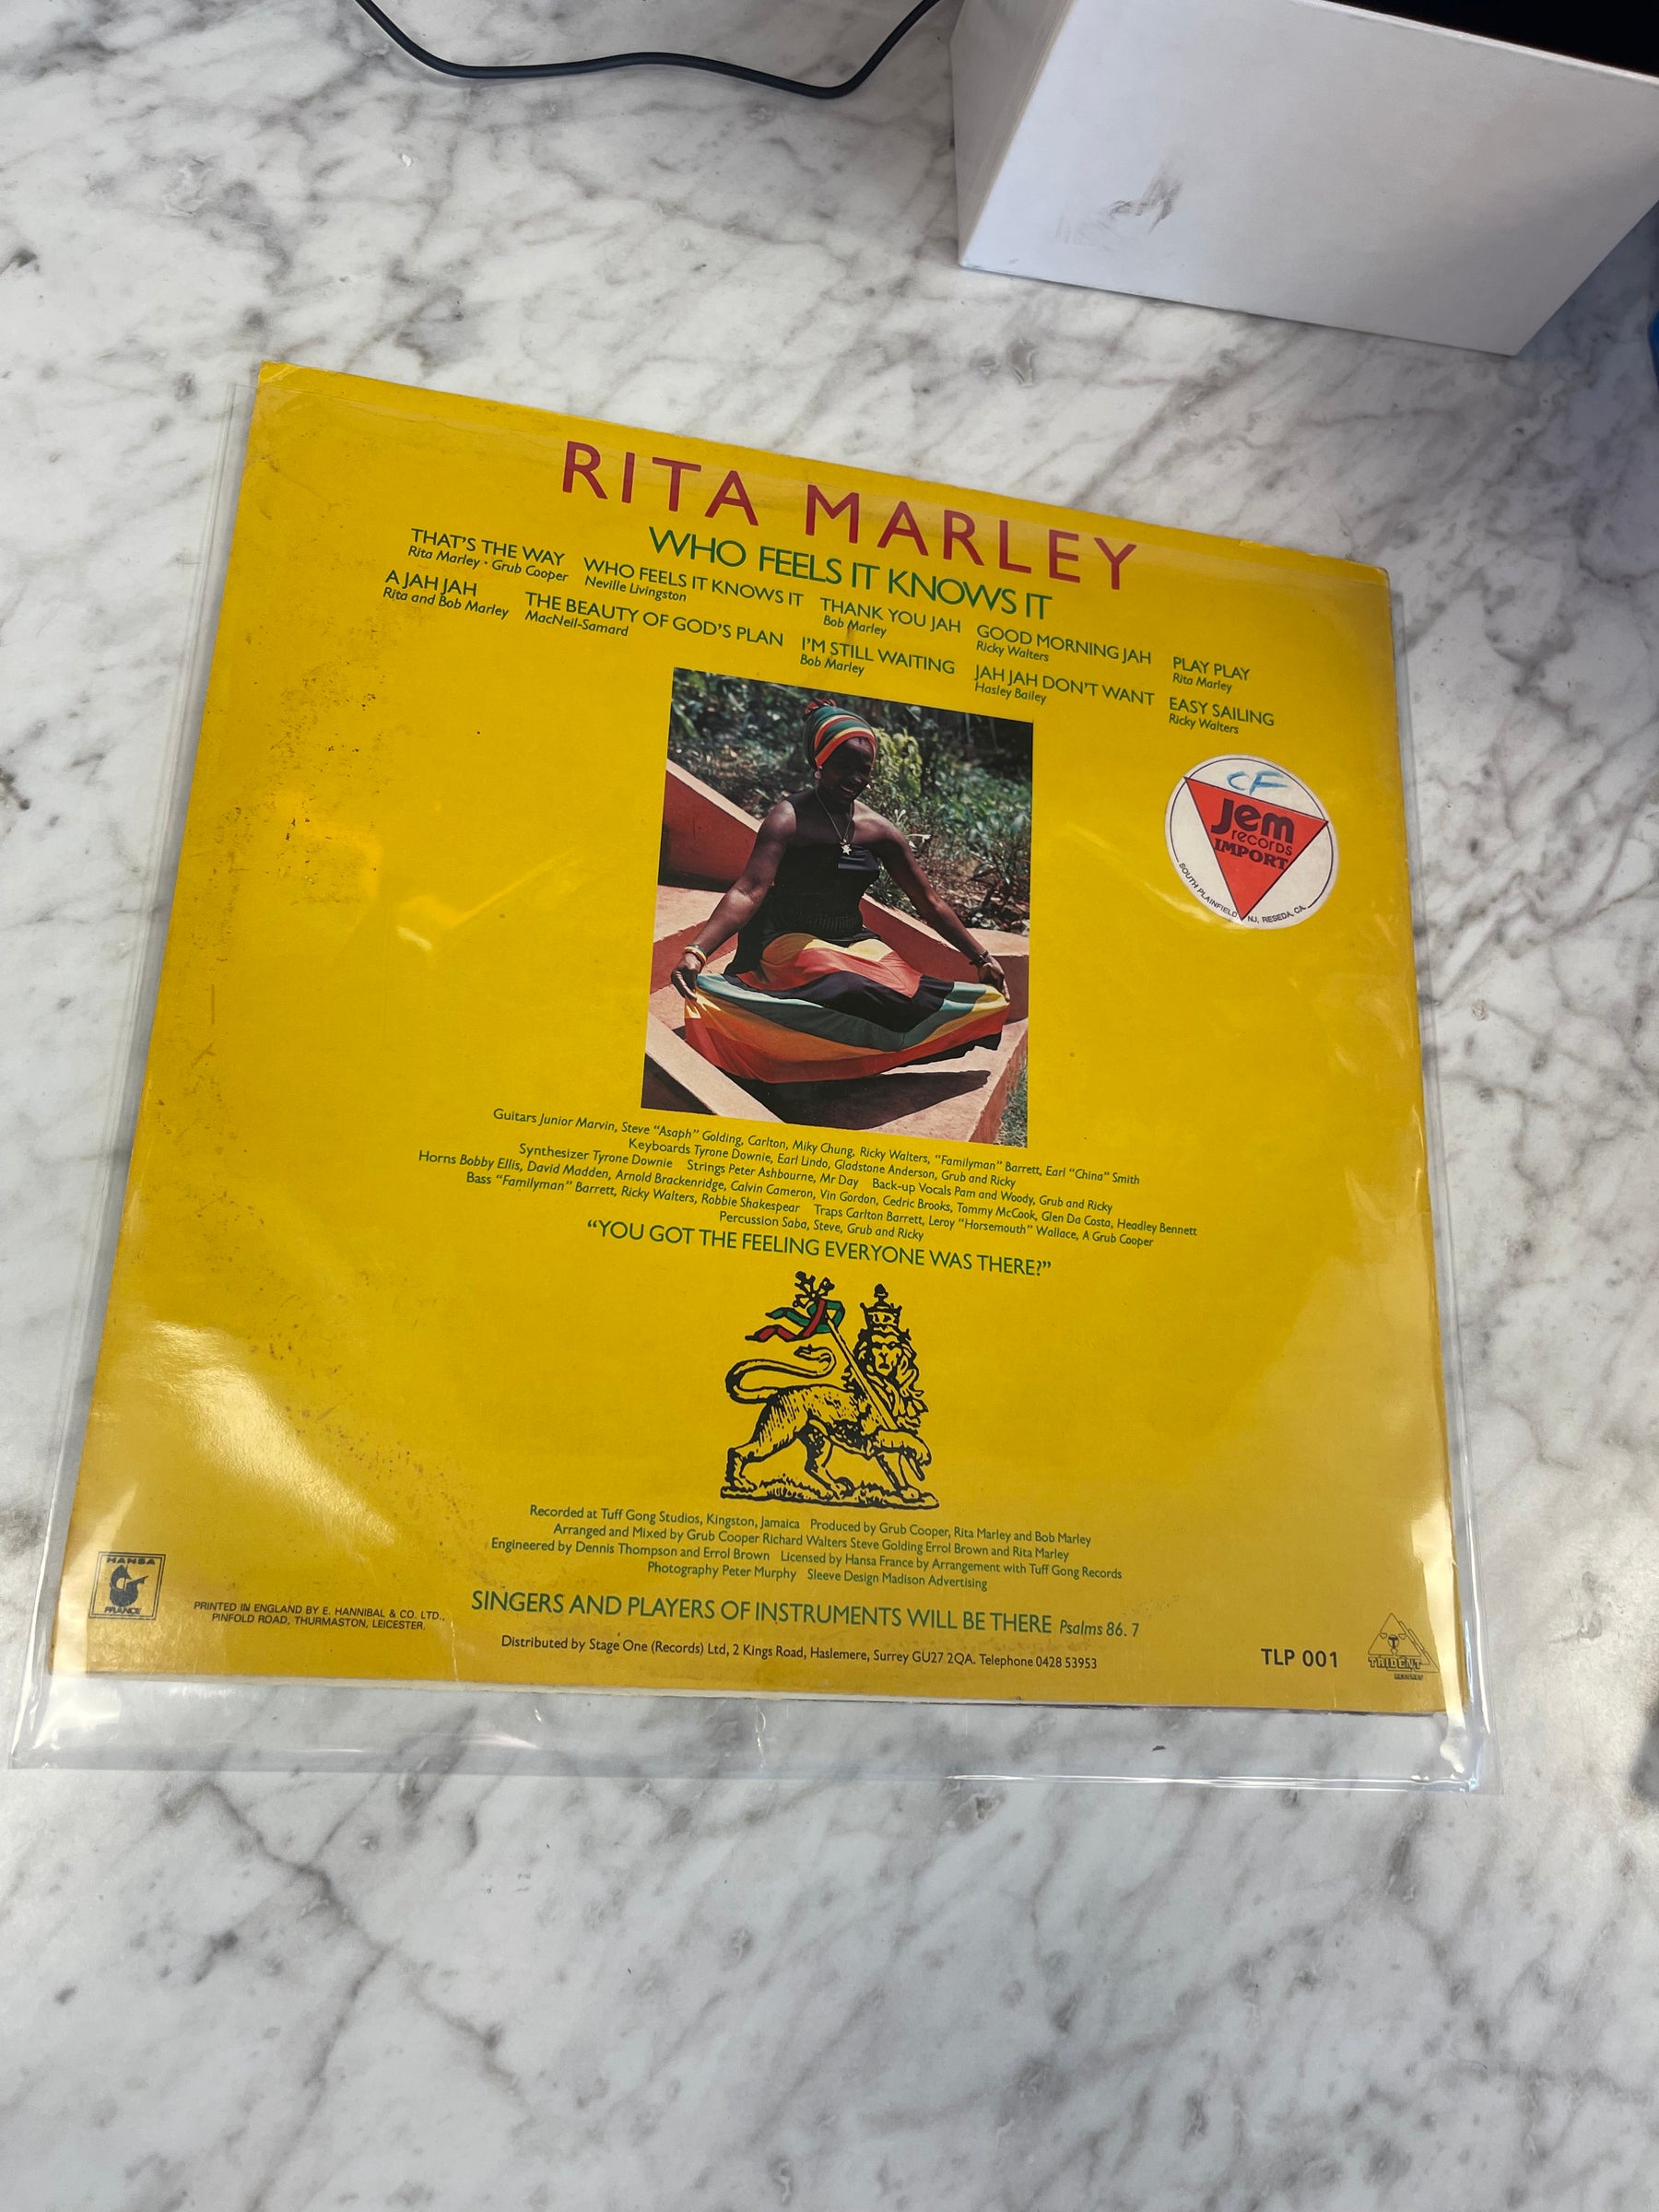 RITA MARLEY
WHO FEELS IT KNOWS IT
THAT'S THE WAY
Rita Marley · Grub Cooper
WHO FEELS IT KNOWS IT
Neville Livingston
THANK YOU JAH
Bob Marley
GOOD MORNING JAH
Ricky Walters
PLAY PLAY
Rita Marley
A JAH JAH
Rita and Bob Marley
THE BEAUTY OF GOD'S PLAN
MacNeil-Samard
I'M STILL WAITING
Bob Marley
JAH JAH DON'T WANT
Hasley Bailey
EASY SAILING
Ricky Walters
CF
Jem
records
IMPORT
SOUTH PLAINFIELD NJ, RESEDA, CA.
Guitars Junior Marvin, Steve "Asaph" Golding, Carlton, Miky Chung, Ricky Walters, "Familyman" Barrett, Earl "China" Smith
Keyboards Tyrone Downie, Earl Lindo, Gladstone Anderson, Grub and Ricky
Synthesizer Tyrone Downie Strings Peter Ashbourne, Mr Day Back-up Vocals Pam and Woody, Grub and Ricky
Horns Bobby Ellis, David Madden, Arnold Brackenridge, Calvin Cameron, Vin Gordon, Cedric Brooks, Tommy McCook, Glen Da Costa, Headley Bennett
Bass "Familyman" Barrett, Ricky Walters, Robbie Shakespear Traps Carlton Barrett, Leroy "Horsemouth" Wallace, A Grub Cooper
Percussion Saba, Steve, Grub and Ricky
"YOU GOT THE FEELING EVERYONE WAS THERE?"
Recorded at Tuff Gong Studios, Kingston, Jamaica Produced by Grub Cooper, Rita Marley and Bob Marley
Arranged and Mixed by Grub Cooper Richard Walters Steve Golding Errol Brown and Rita Marley
Engineered by Dennis Thompson and Errol Brown Licensed by Hansa France by Arrangement with Tuff Gong Records
Photography Peter Murphy Sleeve Design Madison Advertising
HANSA
FRANCE
PRINTED IN ENGLAND BY E. HANNIBAL & CO. LTD.,
PINFOLD ROAD, THURMASTON, LEICESTER.
SINGERS AND PLAYERS OF INSTRUMENTS WILL BE THERE Psalms 86. 7
Distributed by Stage One (Records) Ltd, 2 Kings Road, Haslemere, Surrey GU27 2QA. Telephone 0428 53953
TLP 001
T
TRIDENT
RECORDS